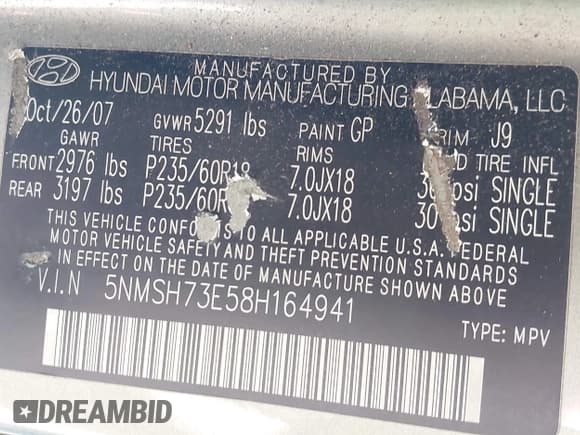 MANUFACTURED BY
HYUNDAI MOTOR MANUFACTURING ALABAMA, LLC
Oct/26/07 GVWR 5291 lbs PAINT GP TRIM J9
GAWR TIRES RIMS COLD TIRE INFL
FRONT 2976 lbs P235/60R18 7.0JX18 30 psi SINGLE
REAR 3197 lbs P235/60R 7.0JX18 30 psi SINGLE
THIS VEHICLE CONFORMS TO ALL APPLICABLE U.S.A. FEDERAL
MOTOR VEHICLE SAFETY AND THEFT PREVENTION STANDARDS
IN EFFECT ON THE DATE OF MANUFACTURE SHOWN ABOVE
V.I.N 5NMSH73E58H164941
TYPE: MPV
DREAMBID